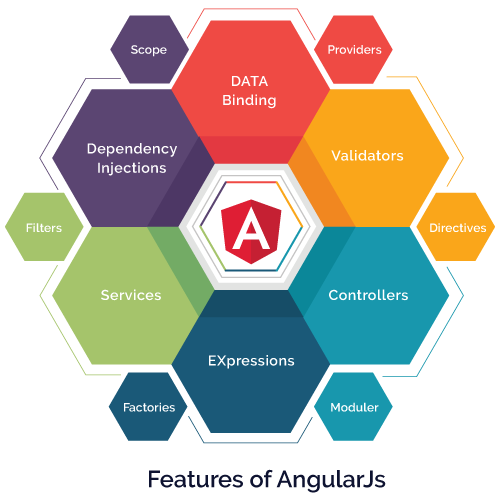 Scope
Providers
DATA
Binding
Dependency
Injections
Validators
Filters
A
Directives
Services
Controllers
EXpressions
Factories
Moduler
Features of AngularJs